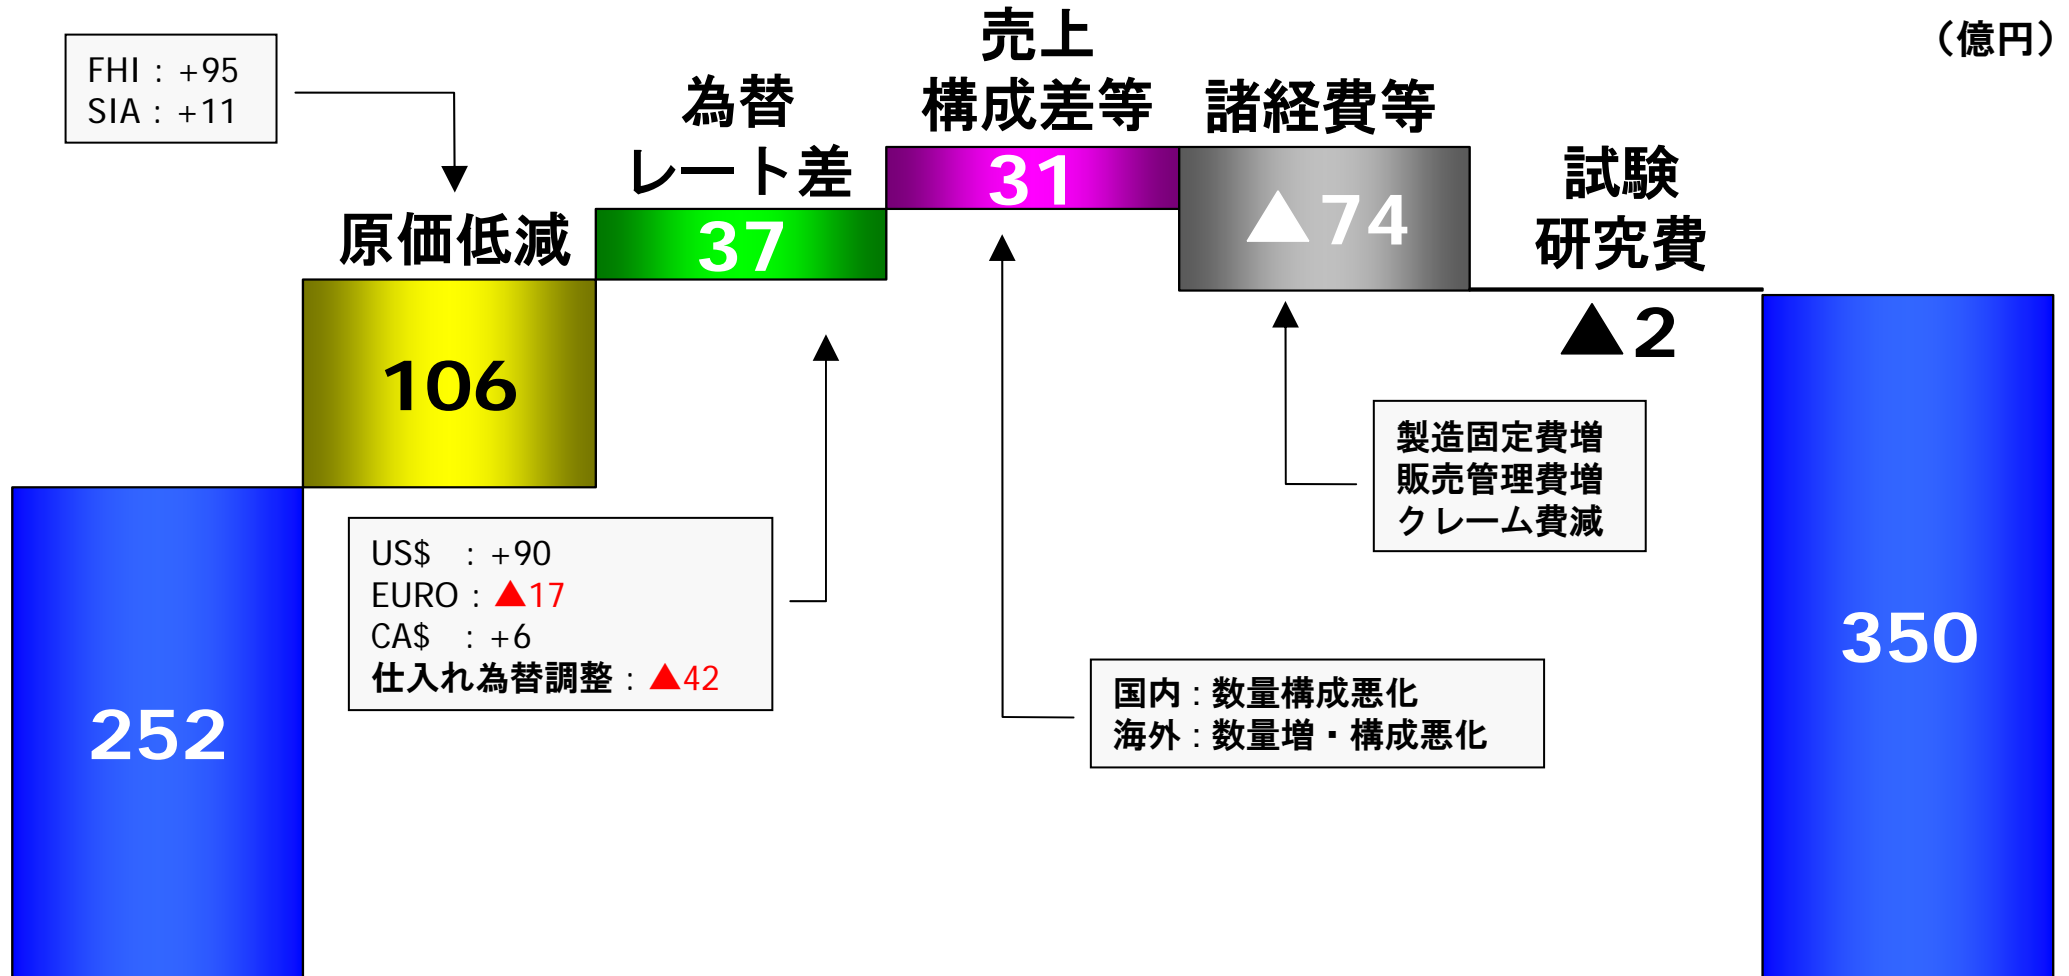 （億円）
FHI : +95
SIA : +11
原価低減
106
為替
レート差
37
売上
構成差等
31
諸経費等
▲74
試験
研究費
▲2
252
350
US$ : +90
EURO : ▲17
CA$ : +6
仕入れ為替調整 : ▲42
国内 : 数量構成悪化
海外 : 数量増・構成悪化
製造固定費増
販売管理費増
クレーム費減